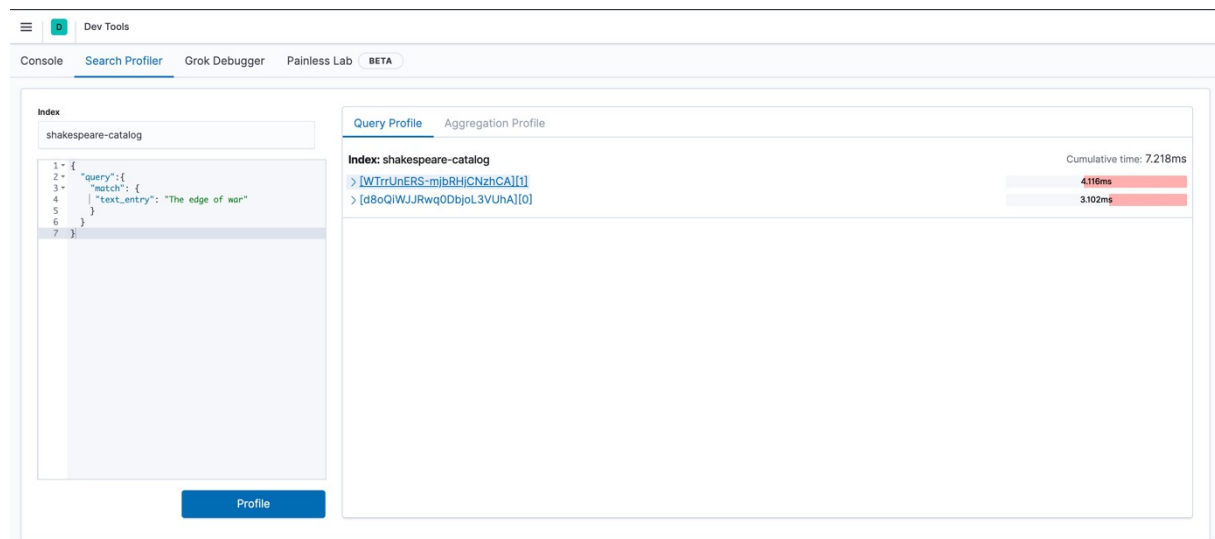 D Dev Tools
Console Search Profiler Grok Debugger Painless Lab BETA
Index
shakespeare-catalog
1 {
2 "query":{
3 "match": {
4 "text_entry": "The edge of war"
5 }
6 }
7 }
Profile
Query Profile Aggregation Profile
Index: shakespeare-catalog Cumulative time: 7.218ms
[WTrrUnERS-mjbRHjCNzhCA][1] 4.116ms
[d8oQiWJJRwq0DbjoL3VUhA][0] 3.102ms